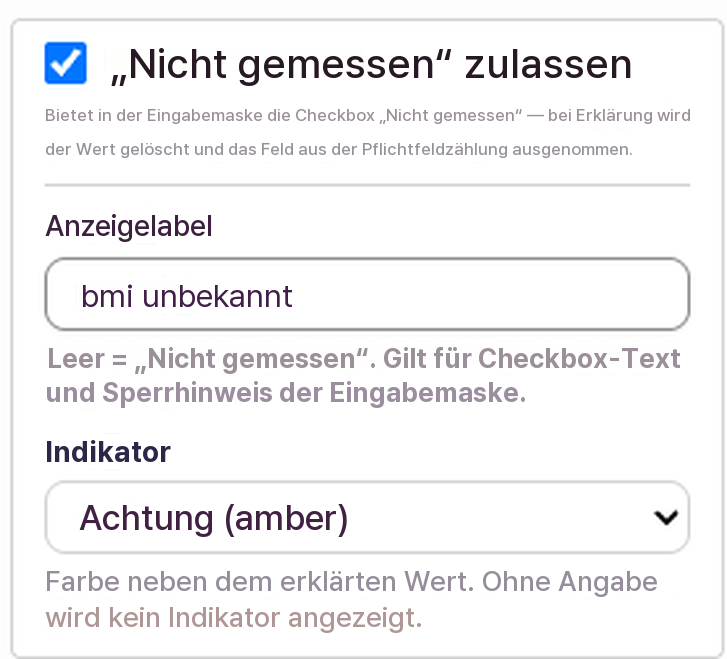 „Nicht gemessen“ zulassen
Bietet in der Eingabemaske die Checkbox „Nicht gemessen“ — bei Erklärung wird
der Wert gelöscht und das Feld aus der Pflichtfeldzählung ausgenommen.
Anzeigelabel
bmi unbekannt
Leer = „Nicht gemessen“. Gilt für Checkbox-Text
und Sperrhinweis der Eingabemaske.
Indikator
Achtung (amber)
Farbe neben dem erklärten Wert. Ohne Angabe
wird kein Indikator angezeigt.